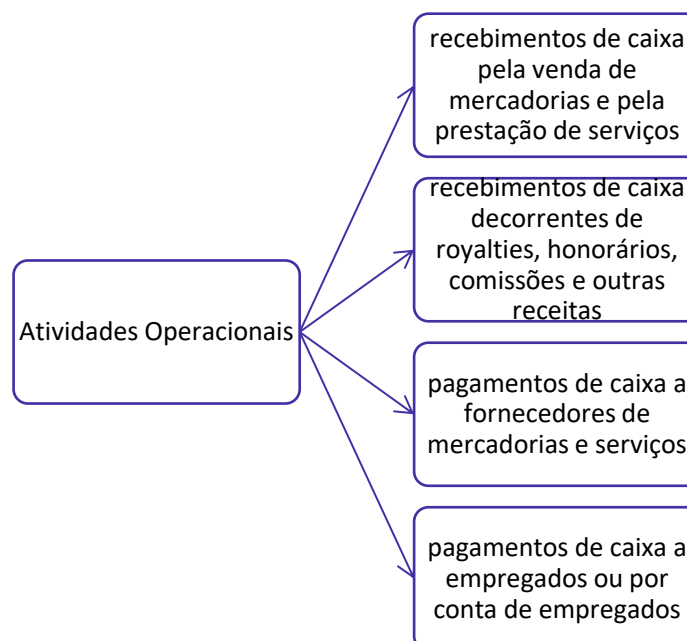 recebimentos de caixa
pela venda de
mercadorias e pela
prestação de serviços
recebimentos de caixa
decorrentes de
royalties, honorários,
comissões e outras
receitas
Atividades Operacionais
pagamentos de caixa a
fornecedores de
mercadorias e serviços
pagamentos de caixa a
empregados ou por
conta de empregados